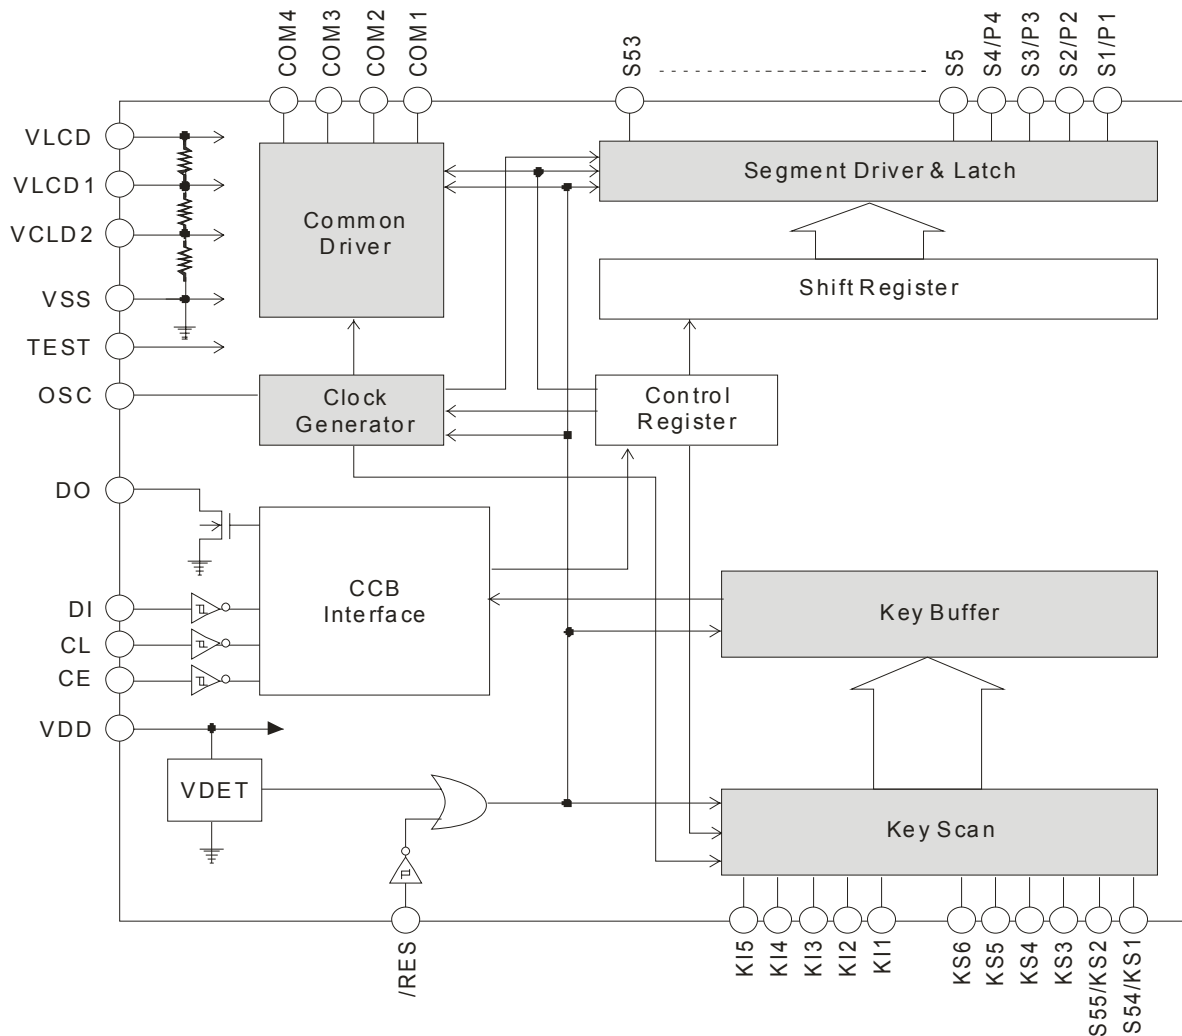 COM4
COM3
COM2
COM1
S53
S5
S4/P4
S3/P3
S2/P2
S1/P1
VLCD
VLCD1
VCLD2
VSS
TEST
OSC
DO
DI
CL
CE
VDD
Common
Driver
Segment Driver & Latch
Shift Register
Clock
Generator
Control
Register
CCB
Interface
Key Buffer
VDET
Key Scan
/RES
KI5
KI4
KI3
KI2
KI1
KS6
KS5
KS4
KS3
S55/KS2
S54/KS1